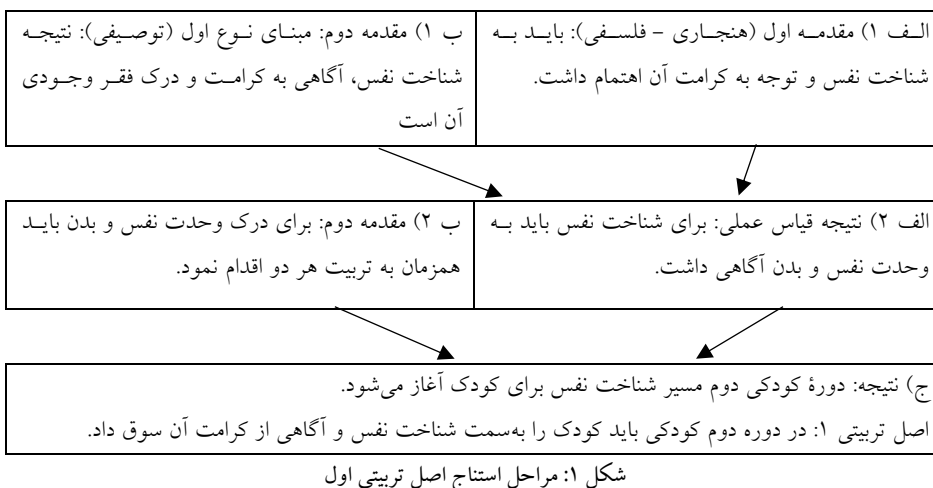 الف ۱) مقدمه اول (هنجاری – فلسفی): باید به
شناخت نفس و توجه به کرامت آن اهتمام داشت.
ب ۱) مقدمه دوم: مبنای نوع اول (توصیفی): نتیجه
شناخت نفس، آگاهی به کرامت و درک فقر وجودی
آن است
الف ۲) نتیجه قیاس عملی: برای شناخت نفس باید به
وحدت نفس و بدن آگاهی داشت.
ب ۲) مقدمه دوم: برای درک وحدت نفس و بدن باید
همزمان به تربیت هر دو اقدام نمود.
ج) نتیجه: دورۀ کودکی دوم مسیر شناخت نفس برای کودک آغاز می‌شود.
اصل تربیتی ۱: در دوره دوم کودکی باید کودک را به‌سمت شناخت نفس و آگاهی از کرامت آن سوق داد.
شکل ۱: مراحل استناج اصل تربیتی اول